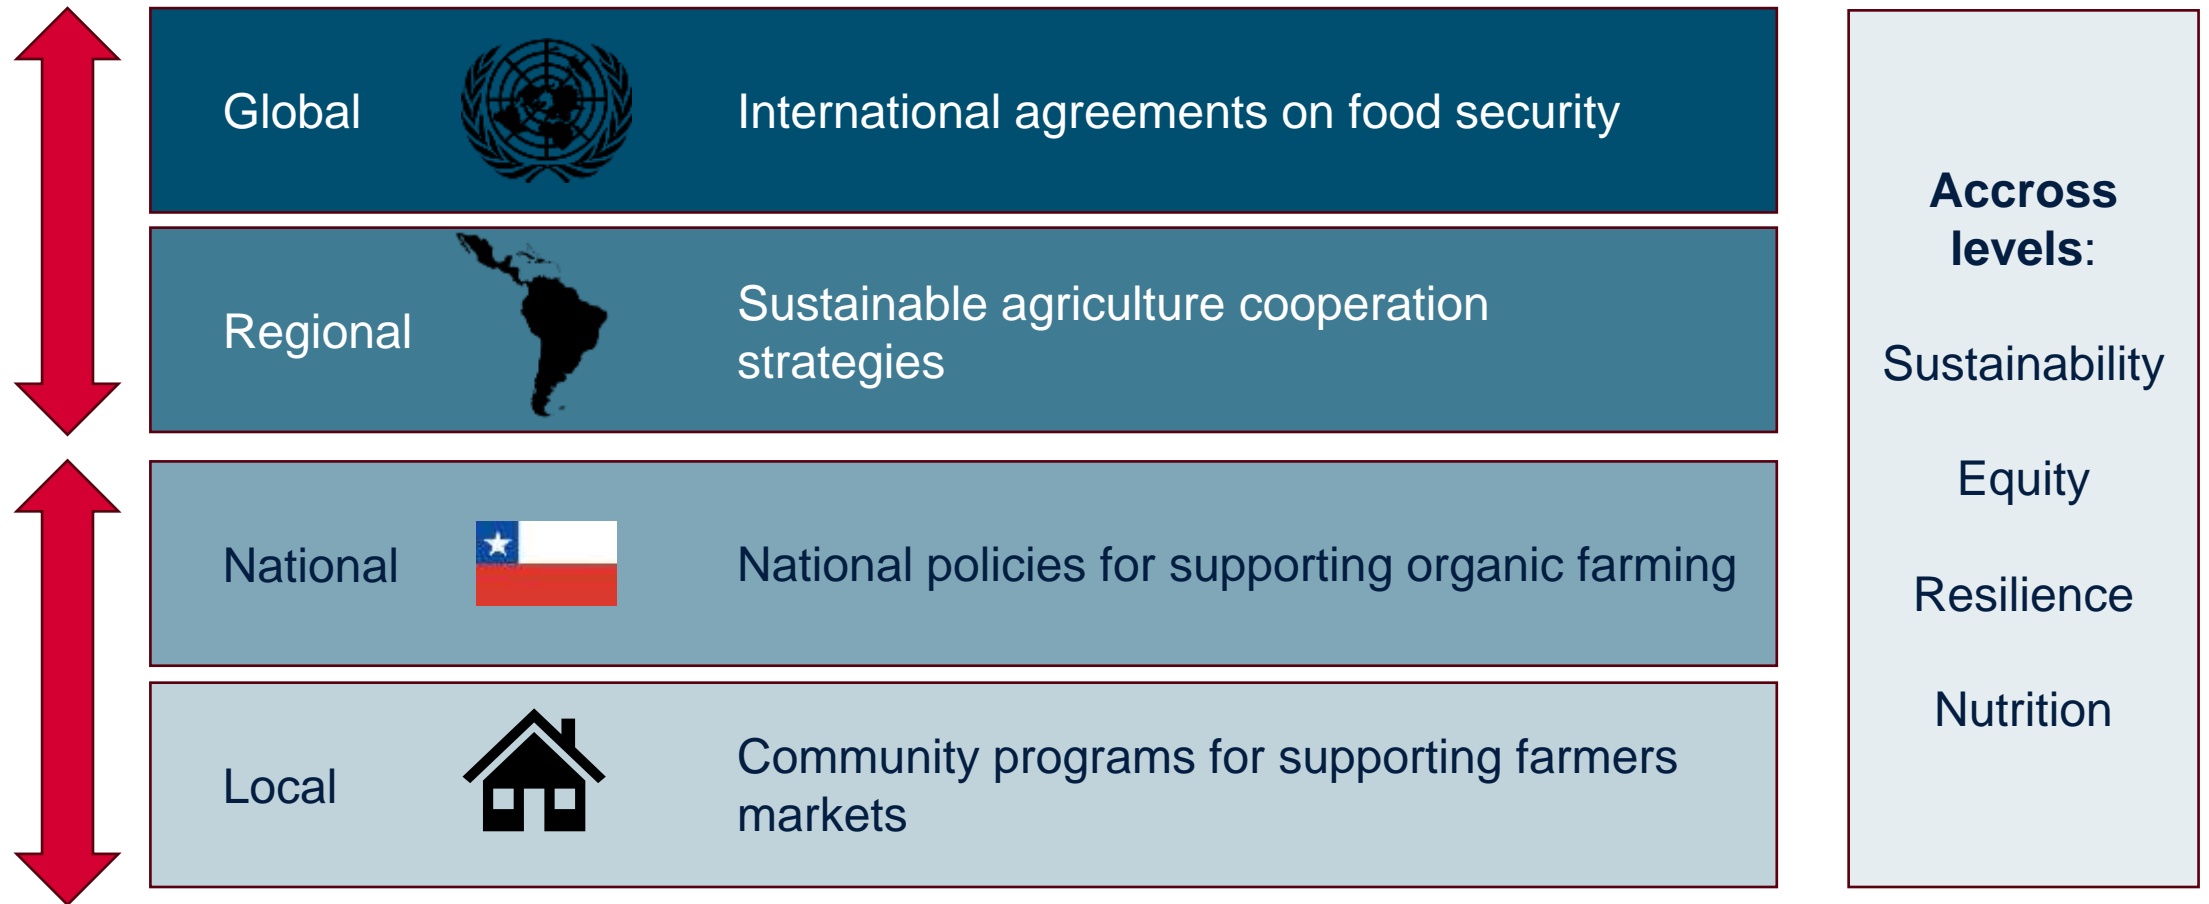 Global
International agreements on food security
Regional
Sustainable agriculture cooperation
strategies
National
National policies for supporting organic farming
Local
Community programs for supporting farmers
markets
Accross
levels:
Sustainability
Equity
Resilience
Nutrition